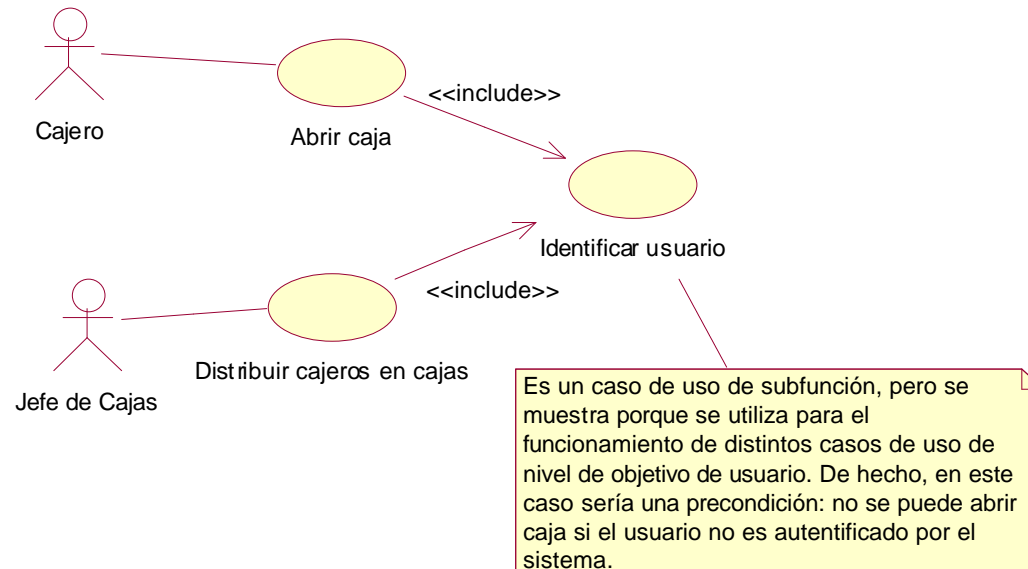 Cajero
Abrir caja
<<include>>
Identificar usuario
<<include>>
Jefe de Cajas
Distribuir cajeros en cajas
Es un caso de uso de subfunción, pero se
muestra porque se utiliza para el
funcionamiento de distintos casos de uso de
nivel de objetivo de usuario. De hecho, en este
caso sería una precondición: no se puede abrir
caja si el usuario no es autentificado por el
sistema.